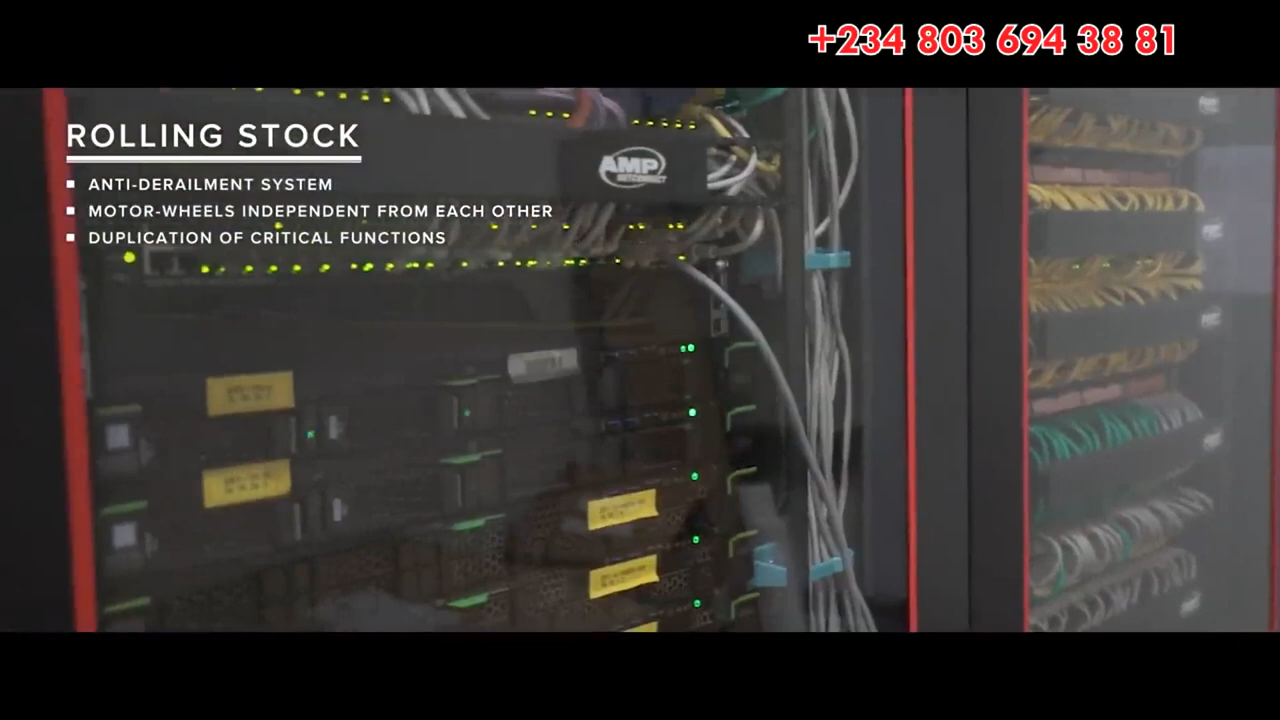 +234 803 694 38 81
ROLLING STOCK
ANTI-DERAILMENT SYSTEM
MOTOR-WHEELS INDEPENDENT FROM EACH OTHER
DUPLICATION OF CRITICAL FUNCTIONS
AMP